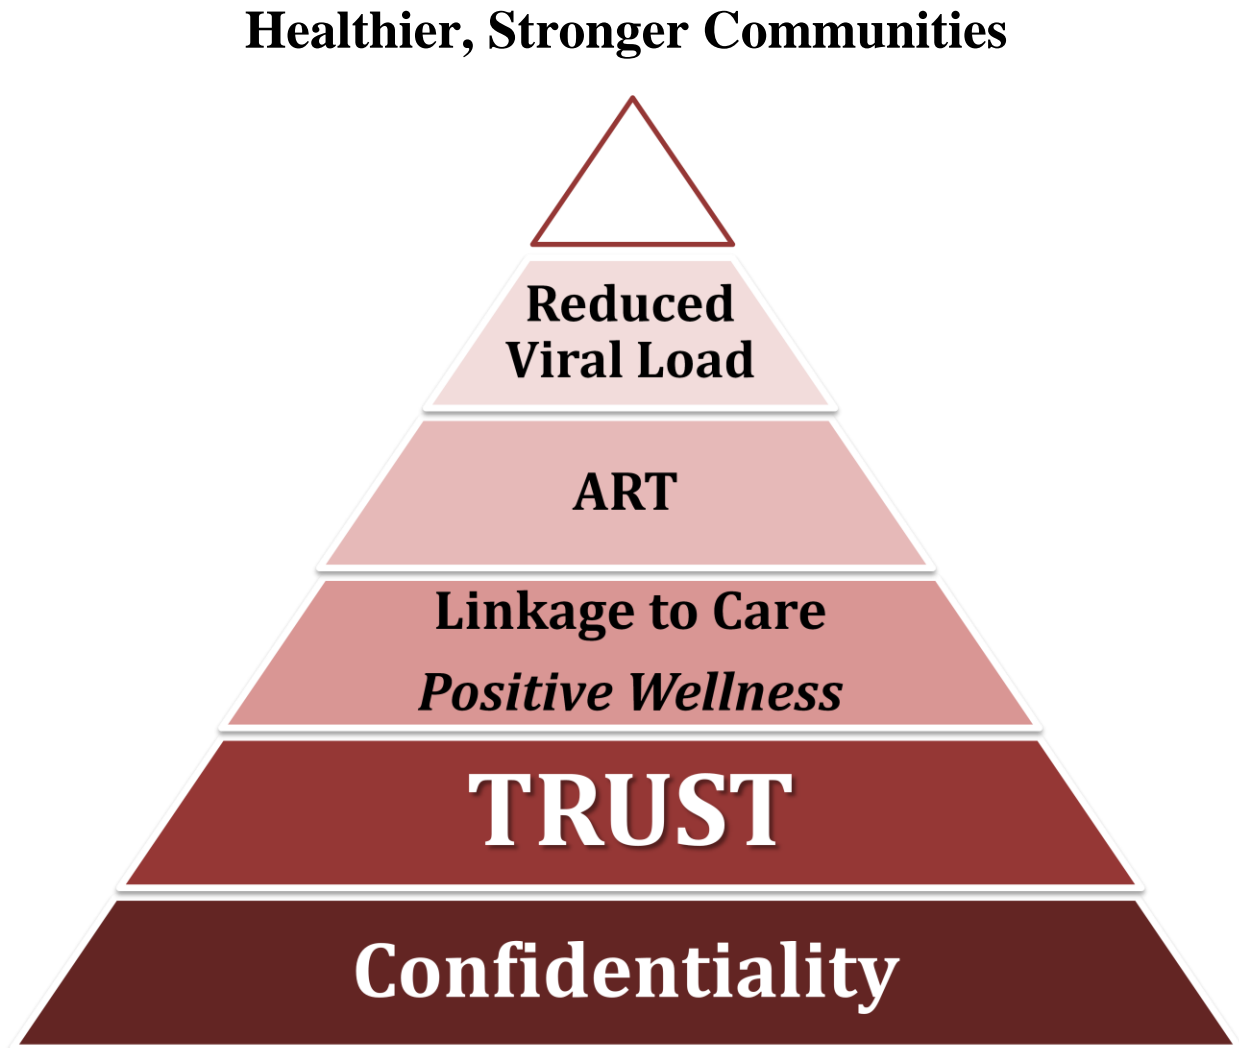 Healthier, Stronger Communities
Reduced
Viral Load
ART
Linkage to Care
Positive Wellness
TRUST
Confidentiality